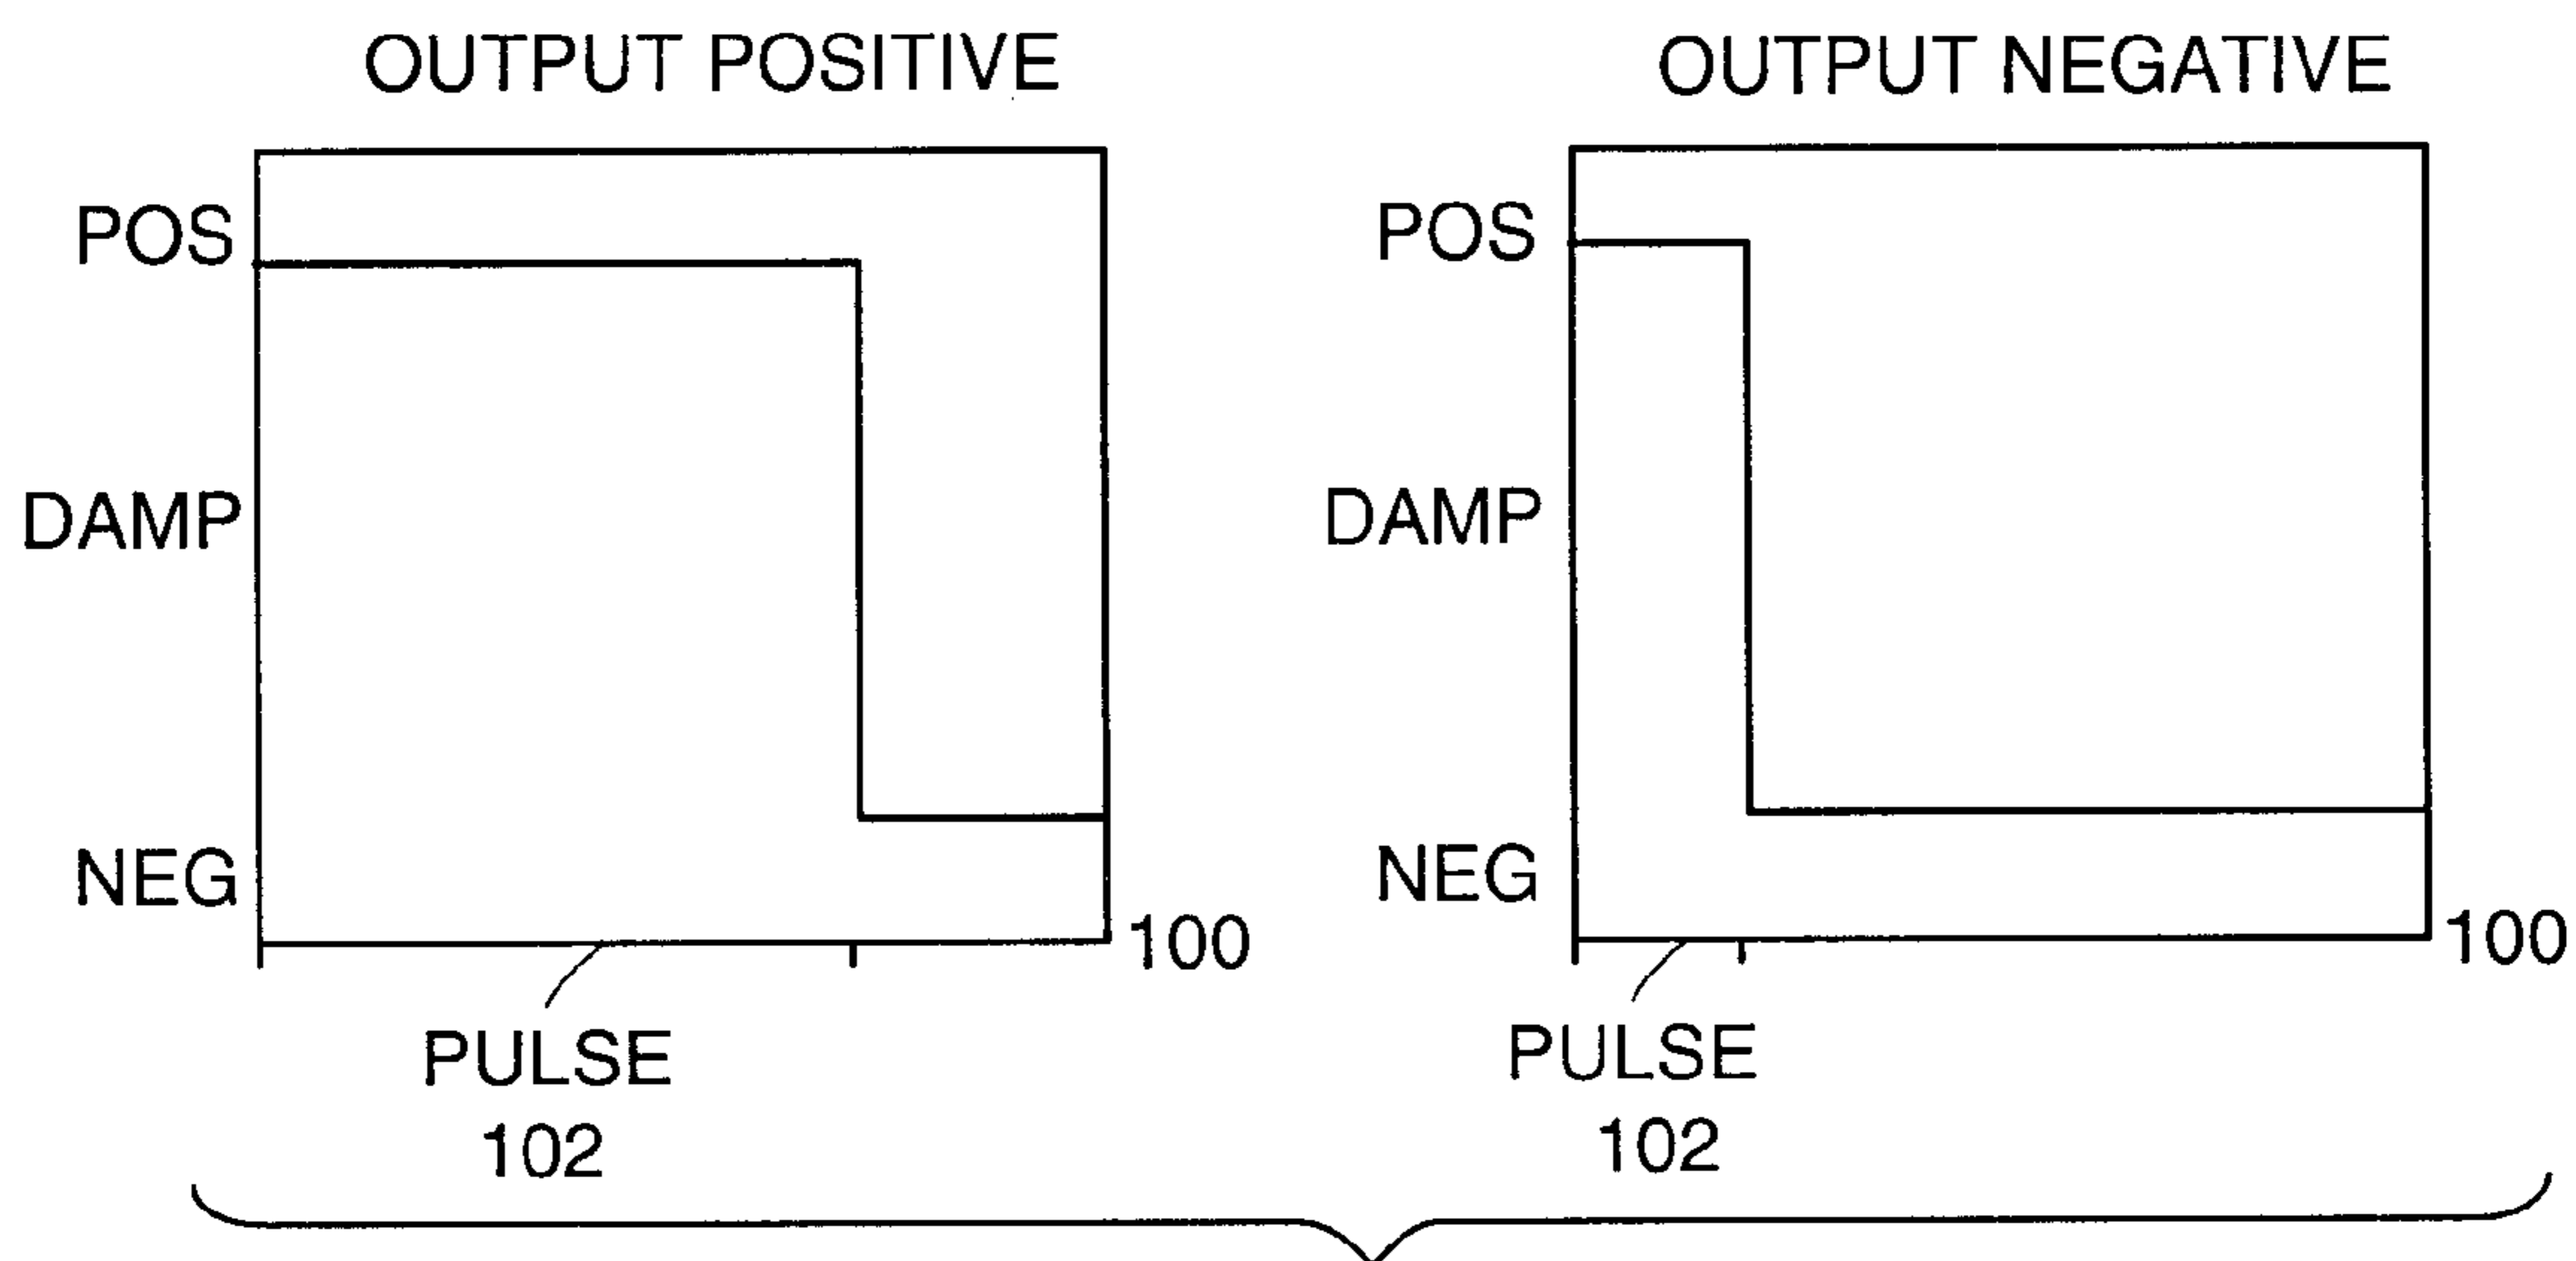 OUTPUT POSITIVE
POS
DAMP
NEG
100
PULSE
102
OUTPUT NEGATIVE
POS
DAMP
NEG
100
PULSE
102